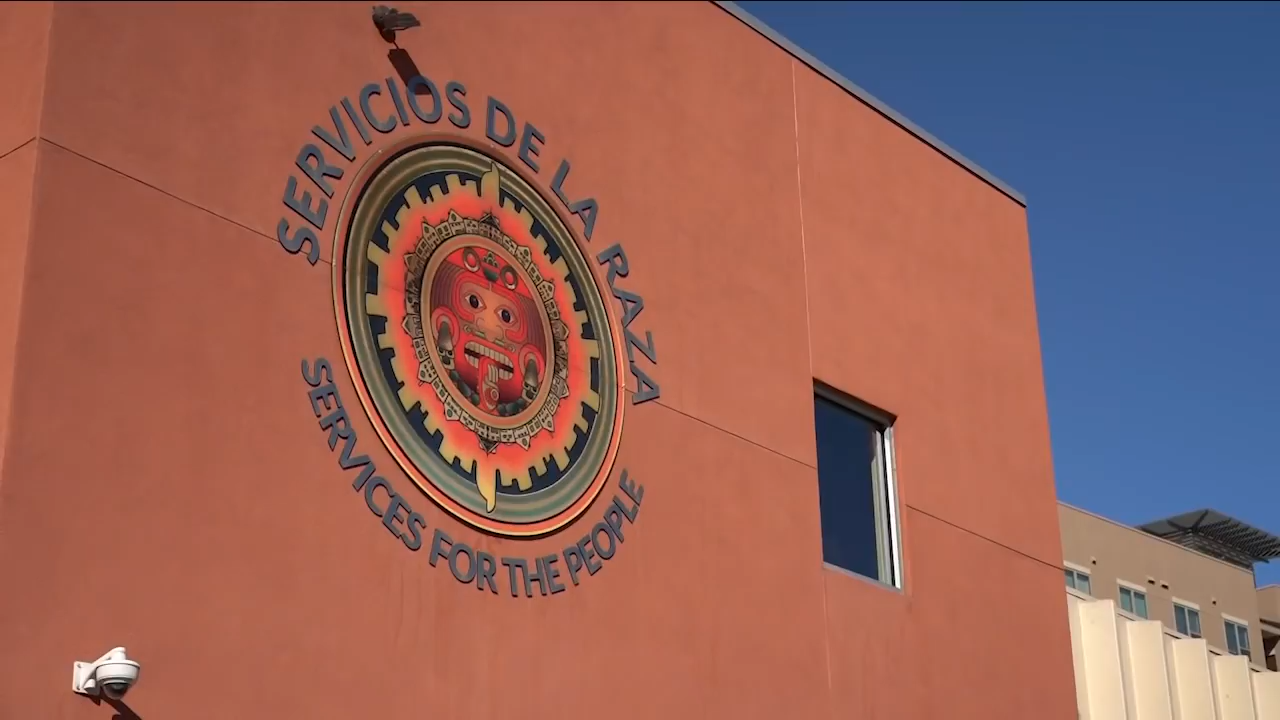 SERVICIOS DE LA RAZA
SERVICES FOR THE PEOPLE